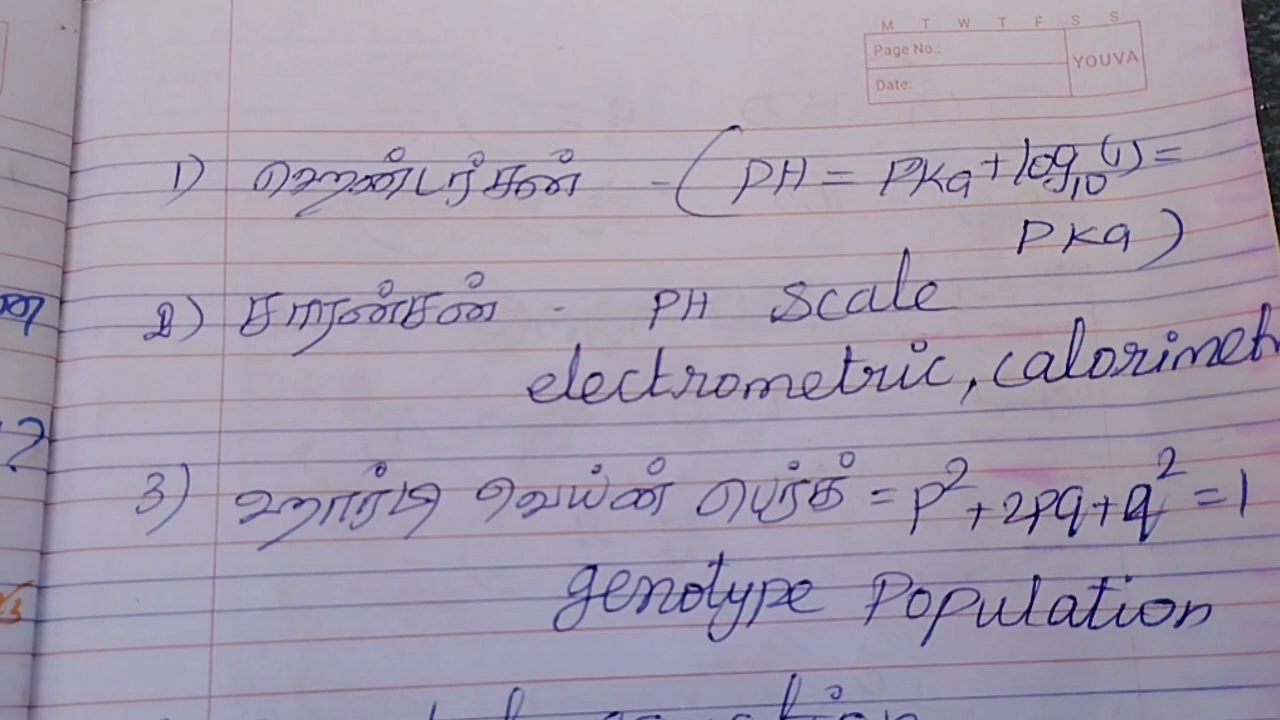 M T W T F S S
Page No.:
YOUVA
Date:
1) ஹெண்டர்சன் - ( PH = PKa + log10 (1) =
PKa )
2) சாரன்சன் - PH Scale
electrometric, calorimet
3) ஹார்டி வெய்ன் பெர்க் = p² + 2pq + q² = 1
genotype Population